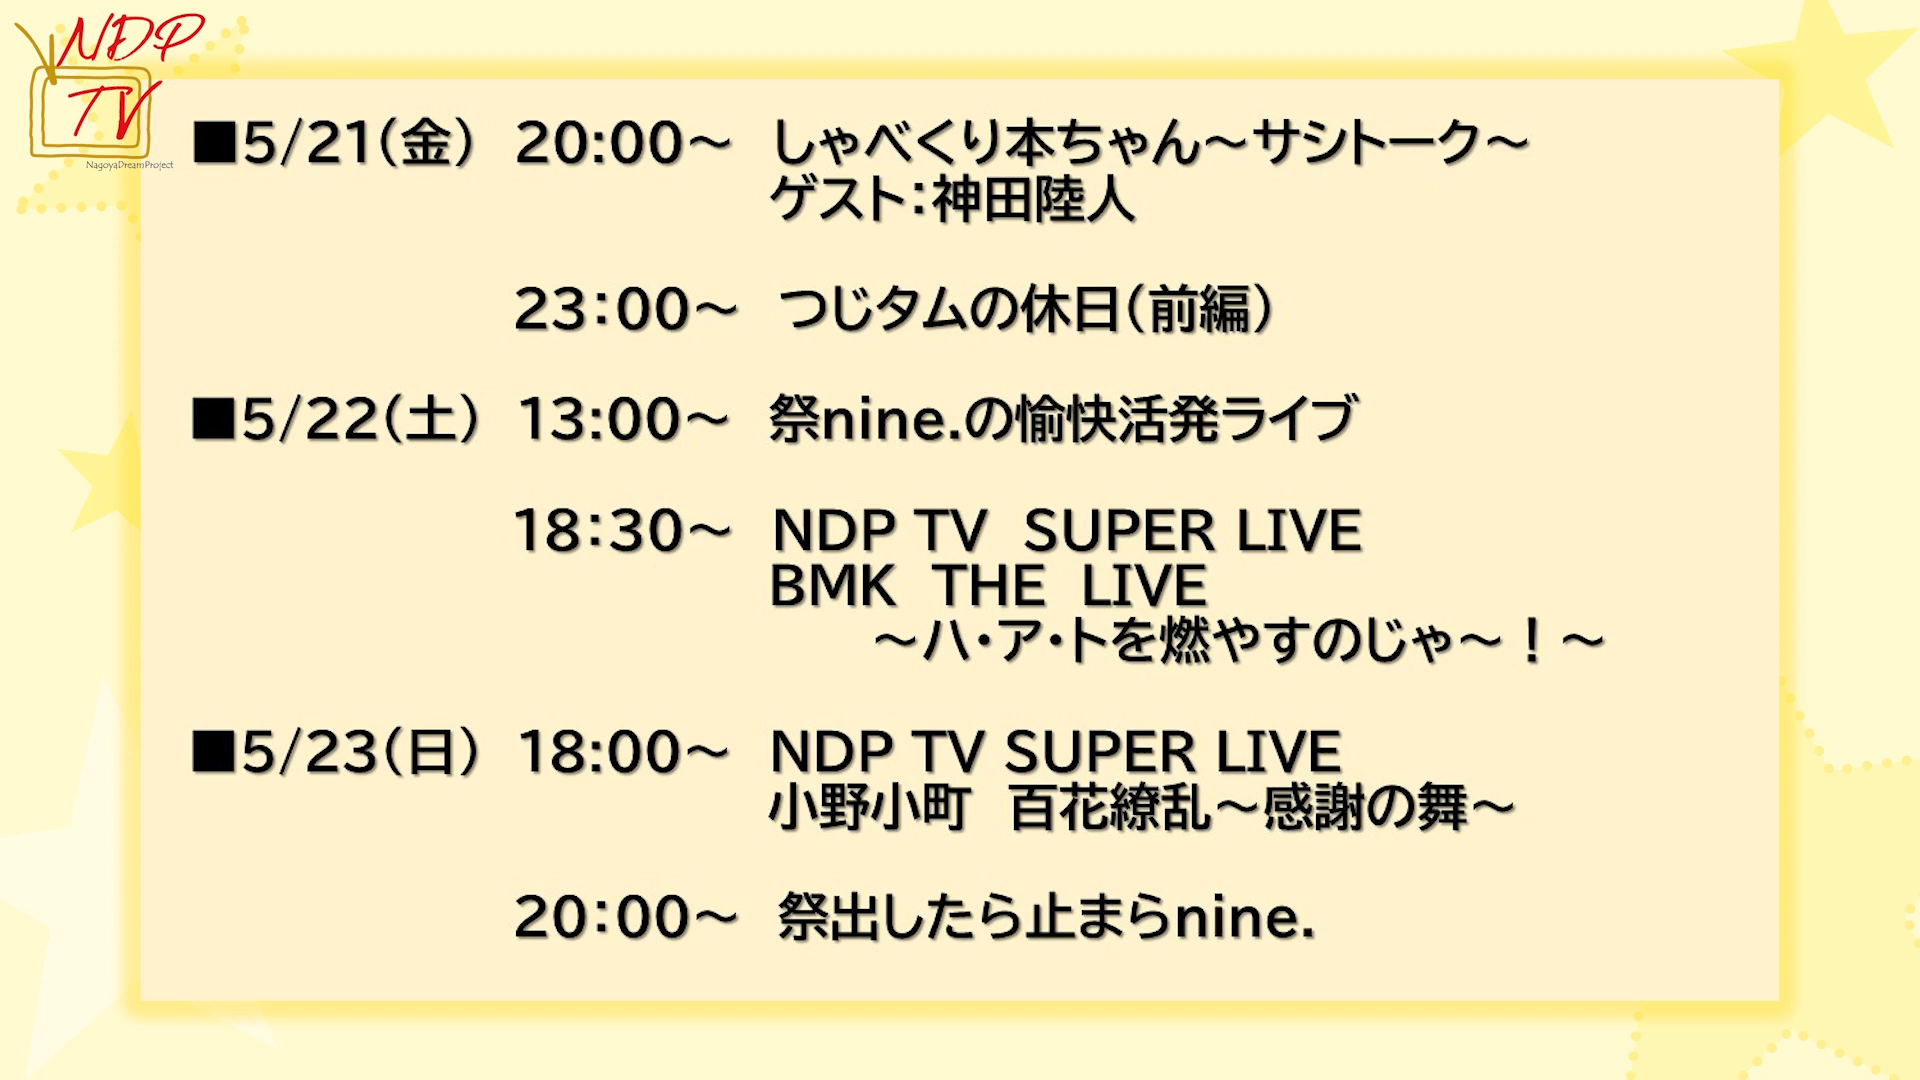 NDP
TV
NagoyaDreamProject
■5/21(金) 20:00～ しゃべくり本ちゃん～サシトーク～
ゲスト:神田陸人
23:00～ つじタムの休日(前編)
■5/22(土) 13:00～ 祭nine.の愉快活発ライブ
18:30～ NDP TV SUPER LIVE
BMK THE LIVE
～ハ・ア・トを燃やすのじゃ～！～
■5/23(日) 18:00～ NDP TV SUPER LIVE
小野小町 百花繚乱～感謝の舞～
20:00～ 祭出したら止まらnine.